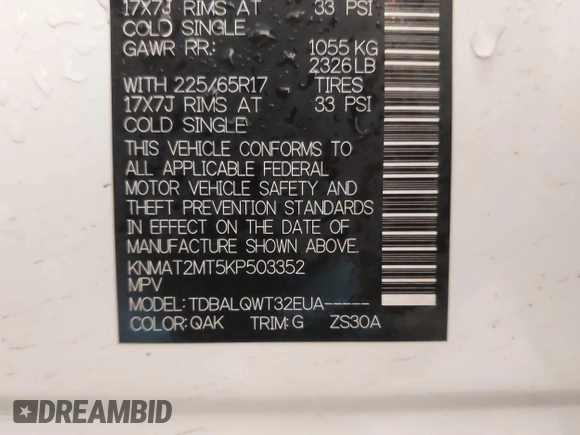 17X7J RIMS AT 33 PSI
COLD SINGLE
GAWR RR: 1055 KG
2326 LB
WITH 225/65R17 TIRES
17X7J RIMS AT 33 PSI
COLD SINGLE
THIS VEHICLE CONFORMS TO
ALL APPLICABLE FEDERAL
MOTOR VEHICLE SAFETY AND
THEFT PREVENTION STANDARDS
IN EFFECT ON THE DATE OF
MANUFACTURE SHOWN ABOVE.
KNMAT2MT5KP503352
MPV
MODEL: TDBALQWT32EUA-----
COLOR: QAK TRIM: G ZS30A
DREAMBID